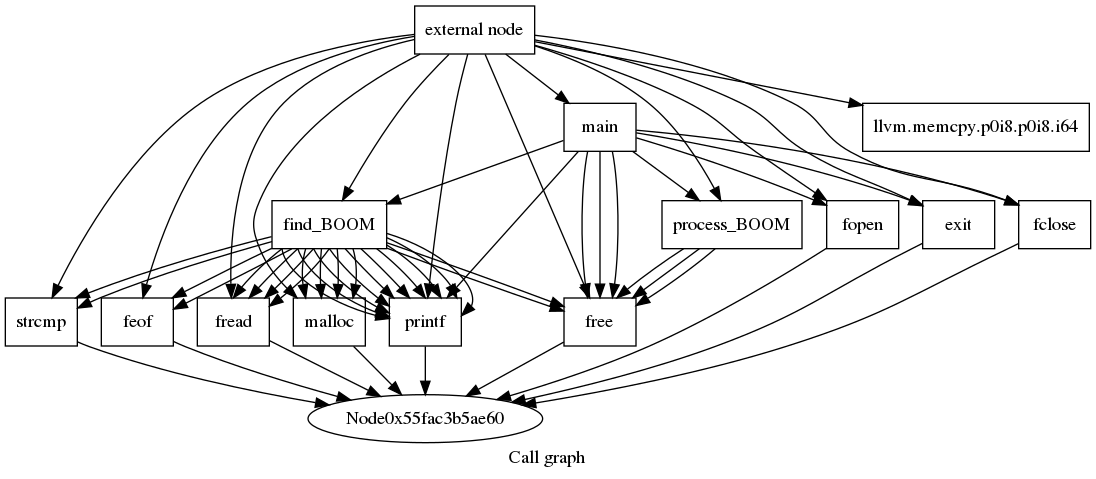 external node
main
llvm.memcpy.p0i8.p0i8.i64
find_BOOM
process_BOOM
fopen
exit
fclose
strcmp
feof
fread
malloc
printf
free
Node0x55fac3b5ae60
Call graph